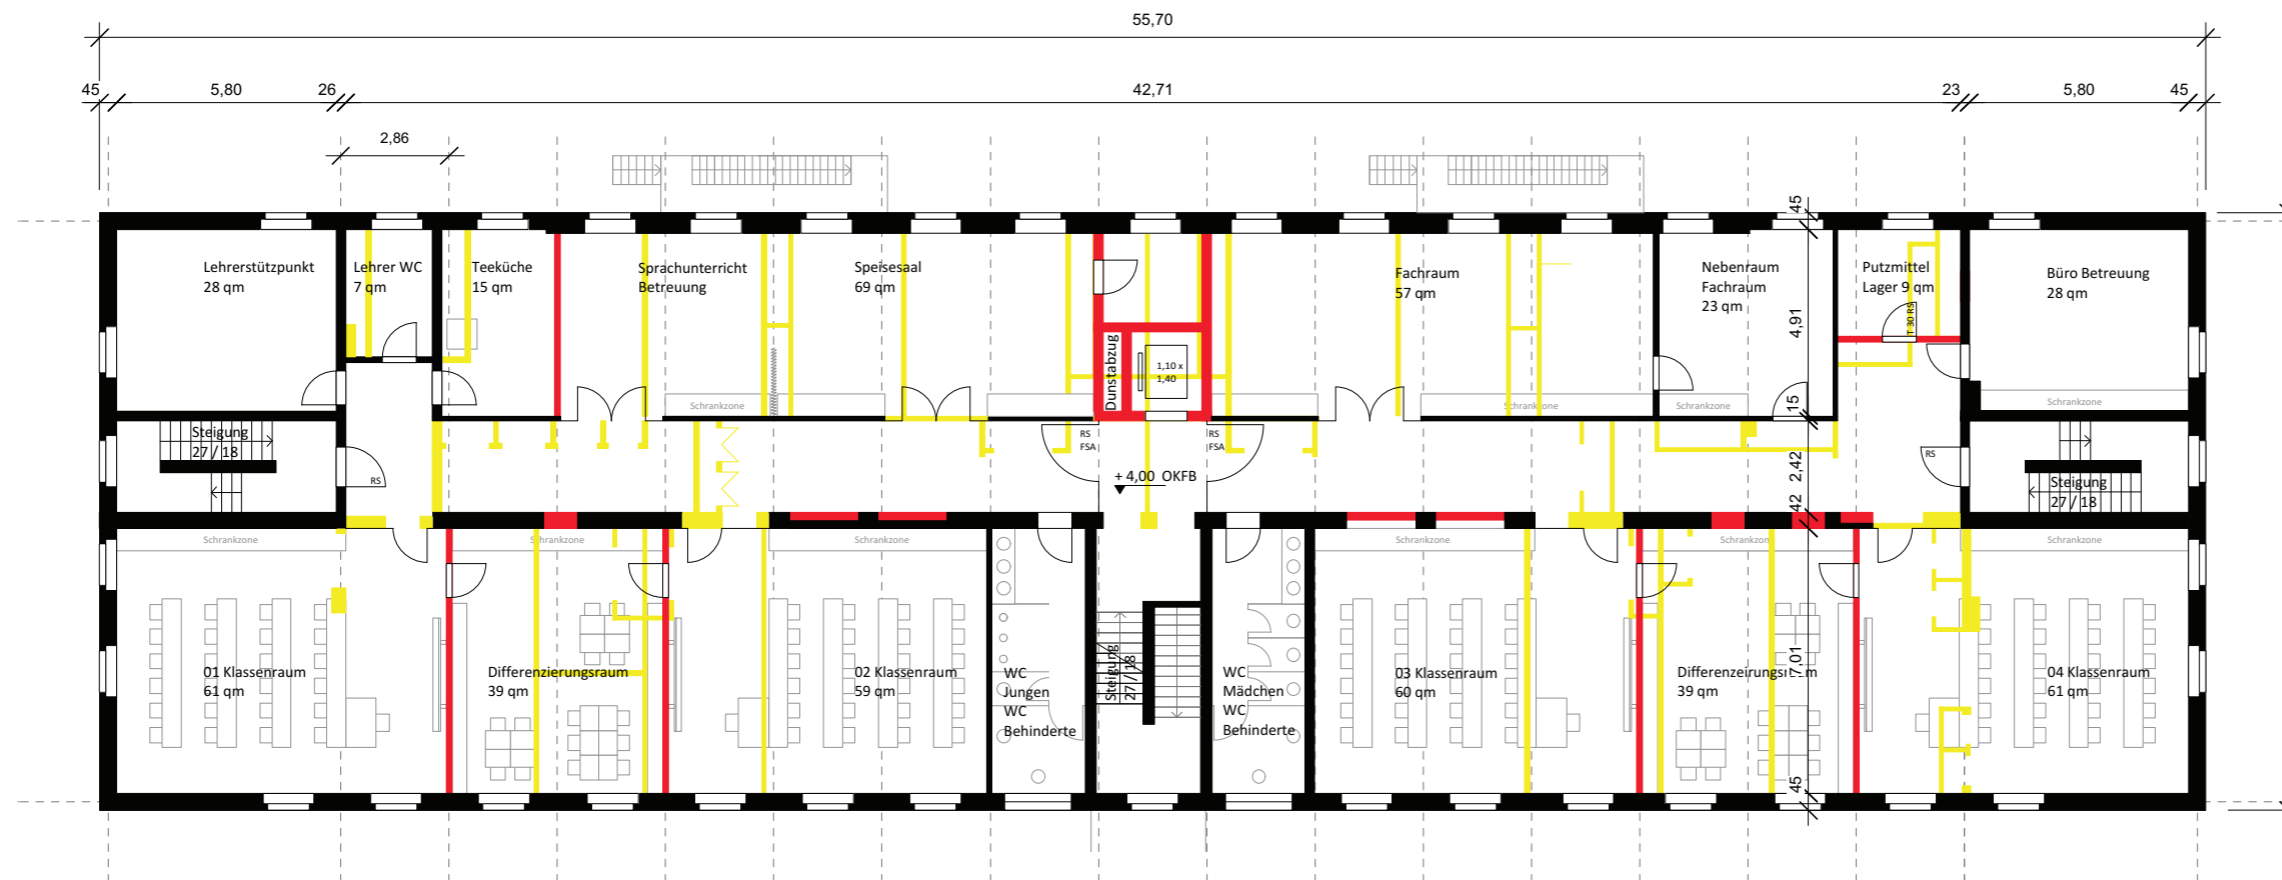 55,70
45
5,80
26
42,71
23
5,80
45
2,86
45
Lehrerstützpunkt
28 qm
Lehrer WC
7 qm
Teeküche
15 qm
Sprachunterricht
Betreuung
Speisesaal
69 qm
Fachraum
57 qm
Nebenraum
Fachraum
23 qm
Putzmittel
Lager 9 qm
T 30 RS
Büro Betreuung
28 qm
4,91
Dunstabzug
1,10 x
1,40
Schrankzone
Schrankzone
Schrankzone
Schrankzone
15
Steigung
27 / 18
RS
RS
FSA
RS
FSA
+ 4,00 OKFB
RS
2,42
Steigung
27 / 18
42
Schrankzone
Schrankzone
Schrankzone
Schrankzone
Schrankzone
Schrankzone
01 Klassenraum
61 qm
Differenzierungsraum
39 qm
02 Klassenraum
59 qm
WC
Jungen
WC
Behinderte
Steigung
27 / 18
WC
Mädchen
WC
Behinderte
03 Klassenraum
60 qm
39 qm
7,01
04 Klassenraum
61 qm
45